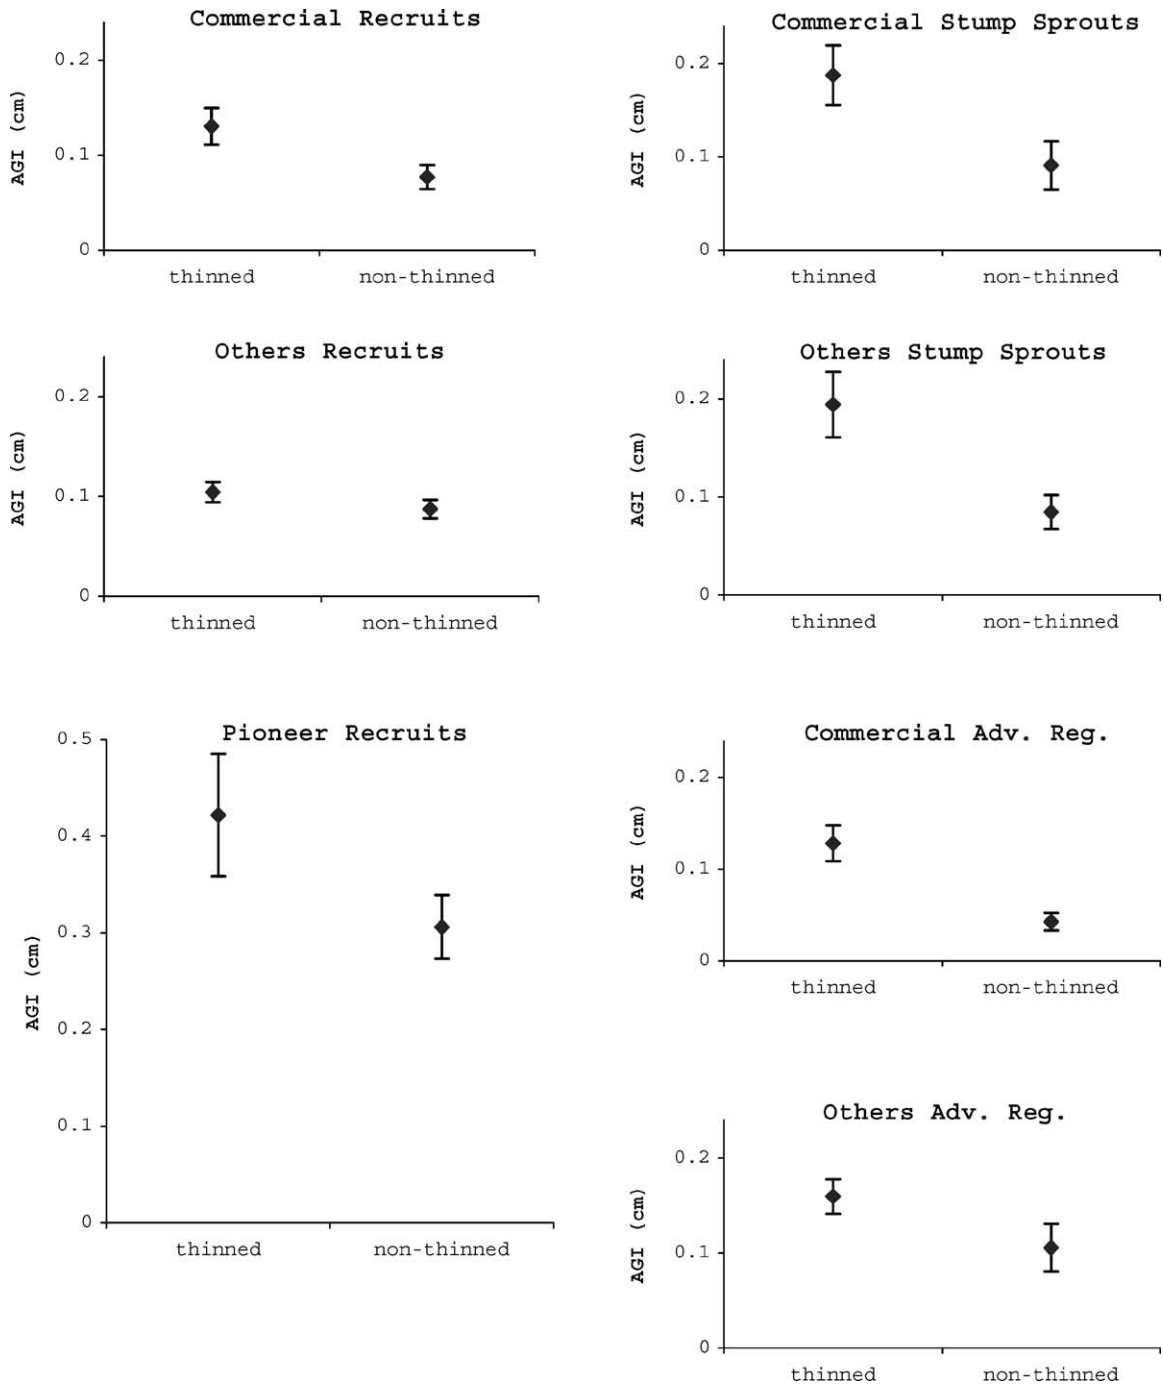 Commercial Recruits
AGI (cm)
0.2
0.1
0
thinned non-thinned
Commercial Stump Sprouts
AGI (cm)
0.2
0.1
0
thinned non-thinned
Others Recruits
AGI (cm)
0.2
0.1
0
thinned non-thinned
Others Stump Sprouts
AGI (cm)
0.2
0.1
0
thinned non-thinned
Pioneer Recruits
AGI (cm)
0.5
0.4
0.3
0.2
0.1
0
thinned non-thinned
Commercial Adv. Reg.
AGI (cm)
0.2
0.1
0
thinned non-thinned
Others Adv. Reg.
AGI (cm)
0.2
0.1
0
thinned non-thinned